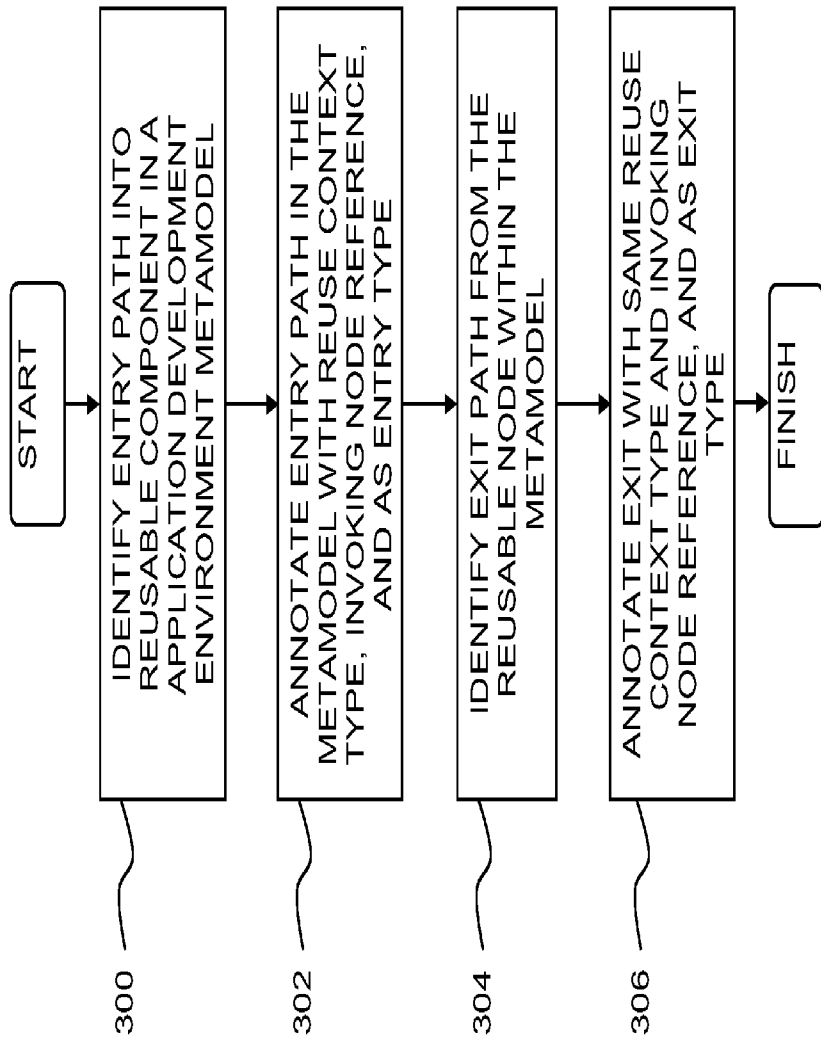 START
300
IDENTIFY ENTRY PATH INTO
REUSABLE COMPONENT IN A
APPLICATION DEVELOPMENT
ENVIRONMENT METAMODEL
302
ANNOTATE ENTRY PATH IN THE
METAMODEL WITH REUSE CONTEXT
TYPE, INVOKING NODE REFERENCE,
AND AS ENTRY TYPE
304
IDENTIFY EXIT PATH FROM THE
REUSABLE NODE WITHIN THE
METAMODEL
306
ANNOTATE EXIT WITH SAME REUSE
CONTEXT TYPE AND INVOKING
NODE REFERENCE, AND AS EXIT
TYPE
FINISH